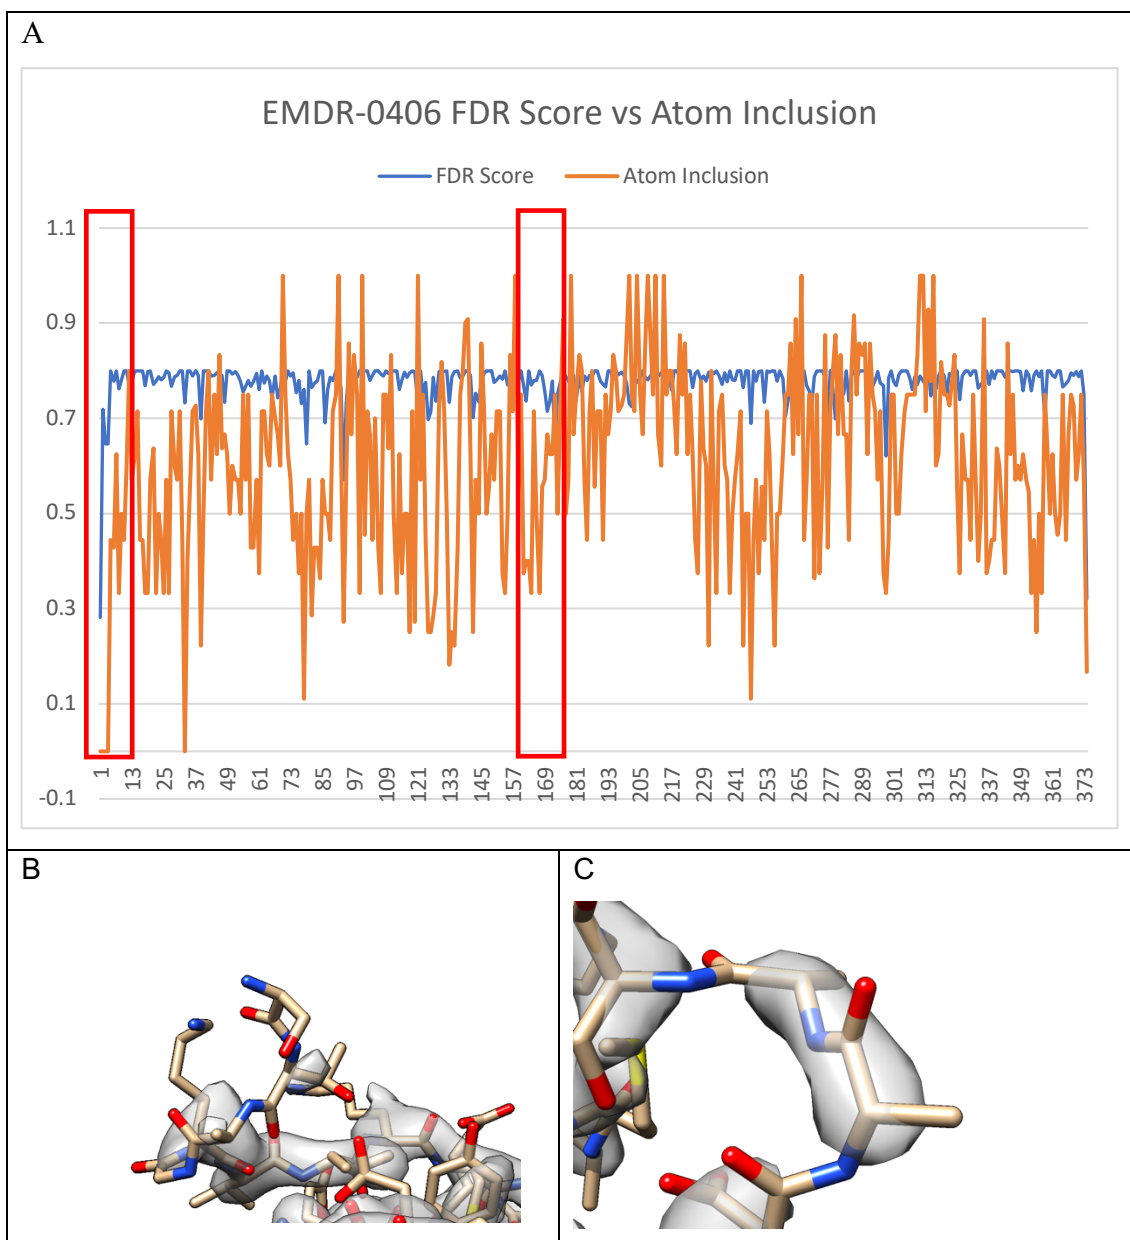 A
EMDR-0406 FDR Score vs Atom Inclusion
FDR Score Atom Inclusion
1.1
0.9
0.7
0.5
0.3
0.1
-0.1
1 13 25 37 49 61 73 85 97 109 121 133 145 157 169 181 193 205 217 229 241 253 265 277 289 301 313 325 337 349 361 373
B C